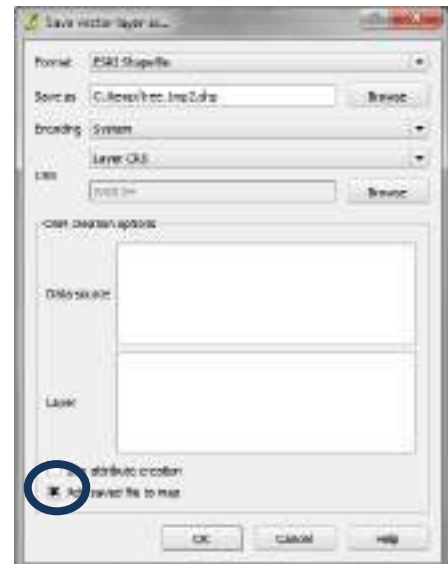 Save vector layer as...
Format ESRI Shapefile
Save as Browse
Encoding System
Layer CRS
CRS Browse
OGR creation options
Data source
Layer
attribute creation
Add saved file to map
OK Cancel Help